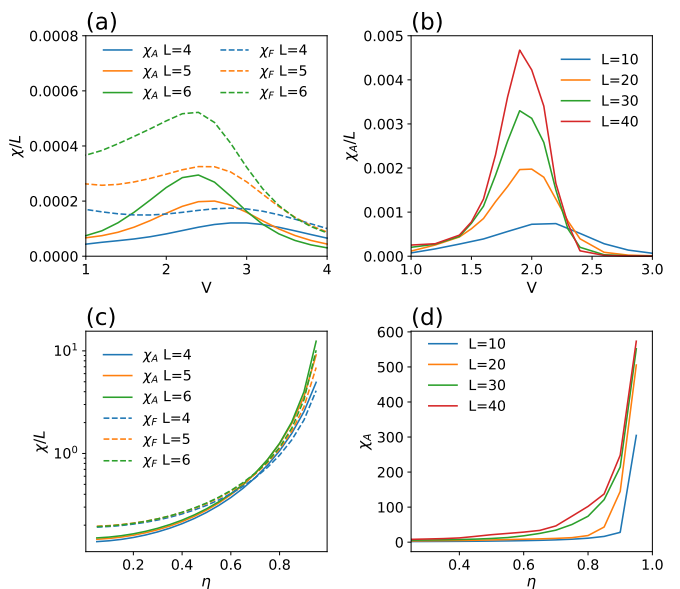 (a)
0.0008
0.0006
0.0004
0.0002
0.0000
χ/L
χ_A L=4
χ_A L=5
χ_A L=6
χ_F L=4
χ_F L=5
χ_F L=6
1 2 3 4
V
(b)
0.005
0.004
0.003
0.002
0.001
0.000
χ_A/L
L=10
L=20
L=30
L=40
1.0 1.5 2.0 2.5 3.0
V
(c)
10^1
10^0
χ/L
χ_A L=4
χ_A L=5
χ_A L=6
χ_F L=4
χ_F L=5
χ_F L=6
0.2 0.4 0.6 0.8
η
(d)
600
500
400
300
200
100
0
χ_A
L=10
L=20
L=30
L=40
0.4 0.6 0.8 1.0
η